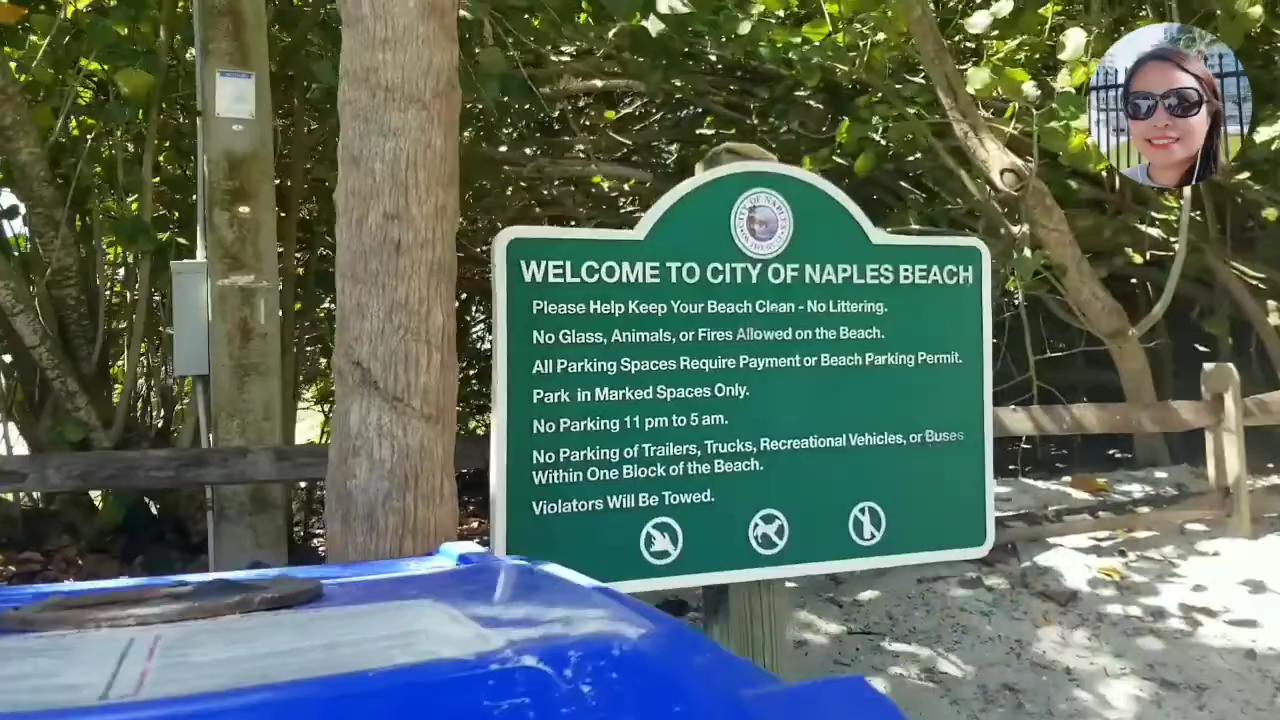 CITY OF NAPLES
WELCOME TO CITY OF NAPLES BEACH
Please Help Keep Your Beach Clean - No Littering.
No Glass, Animals, or Fires Allowed on the Beach.
All Parking Spaces Require Payment or Beach Parking Permit.
Park in Marked Spaces Only.
No Parking 11 pm to 5 am.
No Parking of Trailers, Trucks, Recreational Vehicles, or Buses
Within One Block of the Beach.
Violators Will Be Towed.